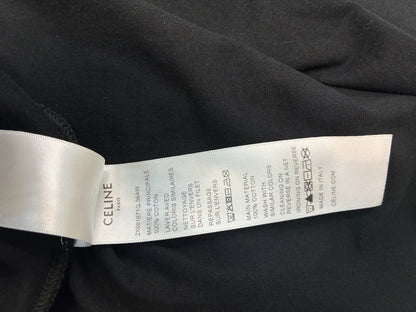 CELINE
PARIS
2X681671Q.38AW
MATIÈRE PRINCIPALE
100% COTON
LAVER AVEC
COLORIS SIMILAIRES
NETTOYAGE
SUR L'ENVERS
DANS UN FILET
REPASSAGE
SUR L'ENVERS
MAIN MATERIAL
100% COTTON
WASH WITH
SIMILAR COLORS
CLEANING ON
REVERSE IN A NET
IRONING ON REVERSE
MADE IN ITALY
CELINE.COM